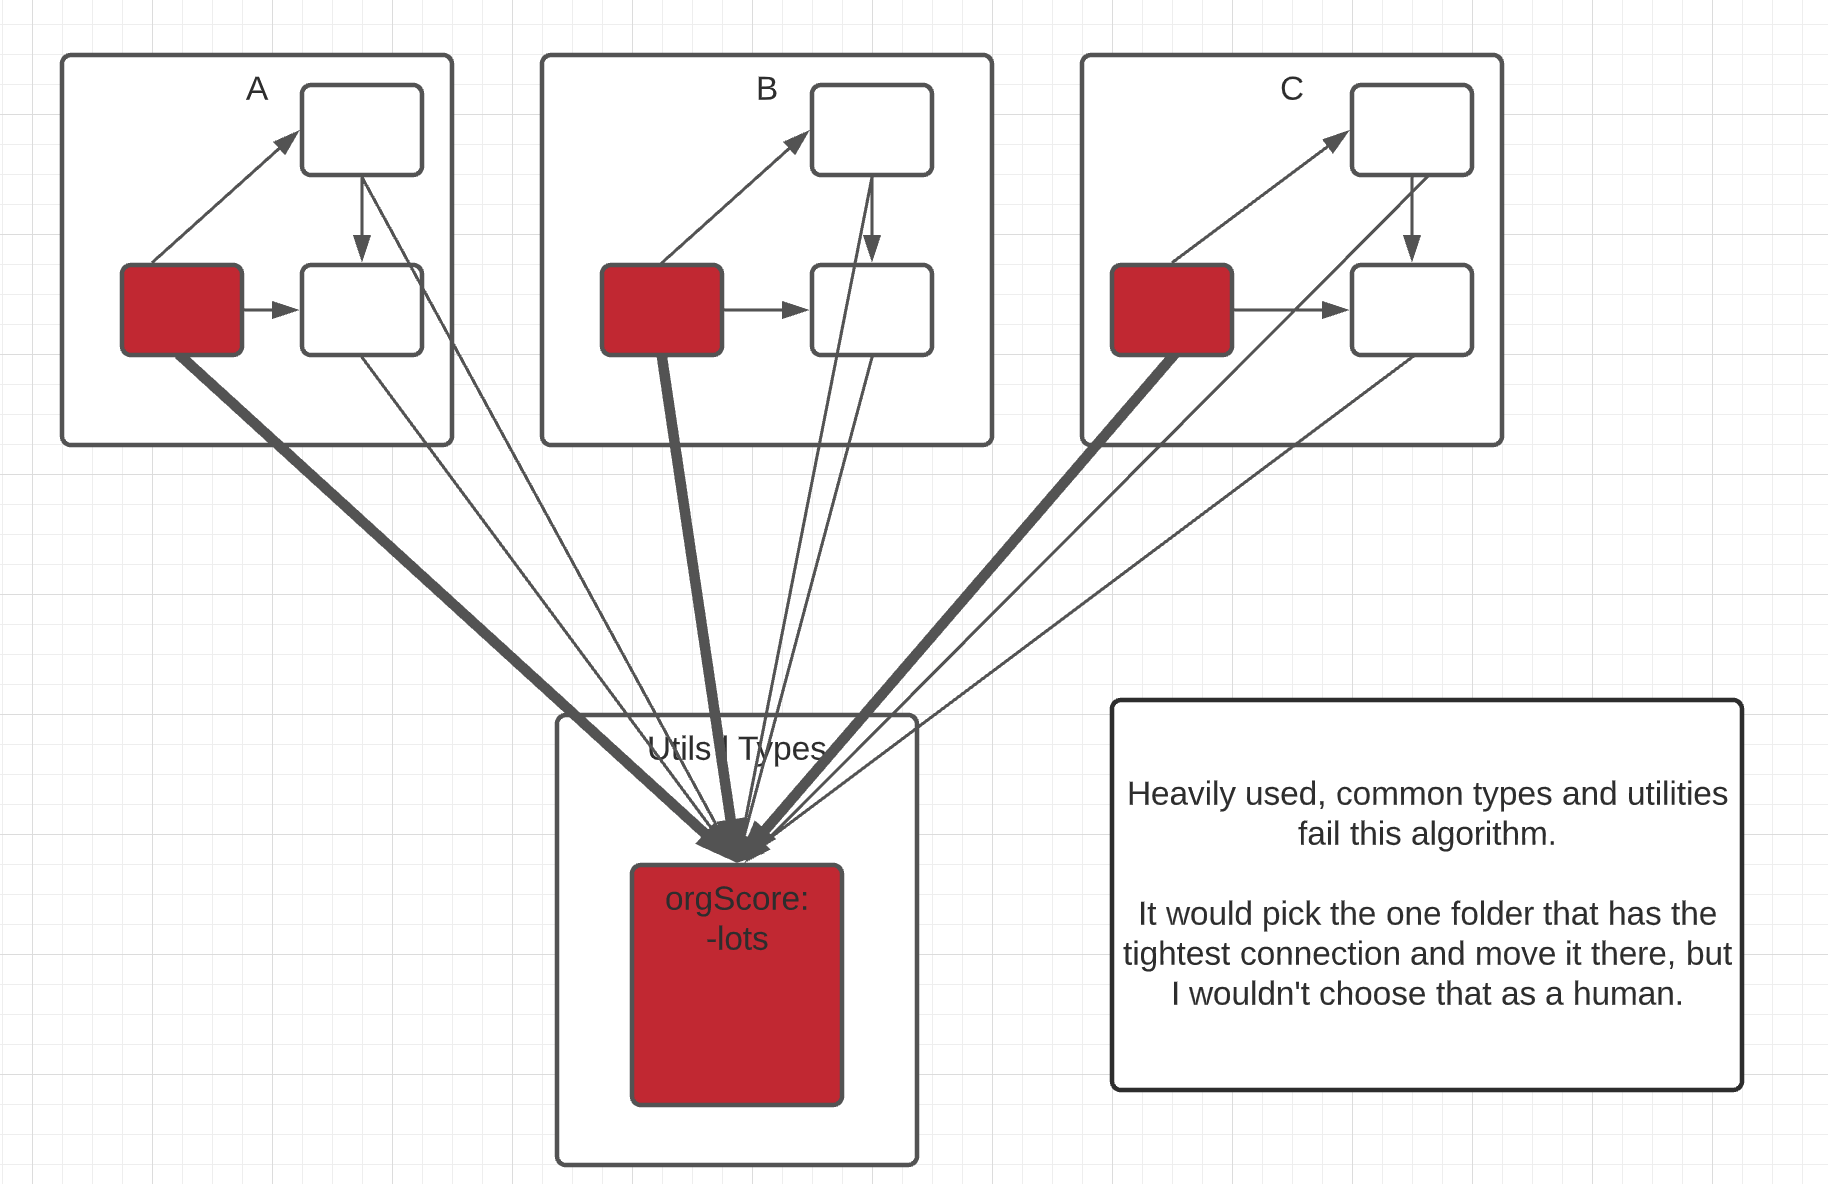 A
B
C
Utils | Types
Heavily used, common types and utilities
fail this algorithm.
It would pick the one folder that has the
tightest connection and move it there, but
I wouldn't choose that as a human.
orgScore:
-lots